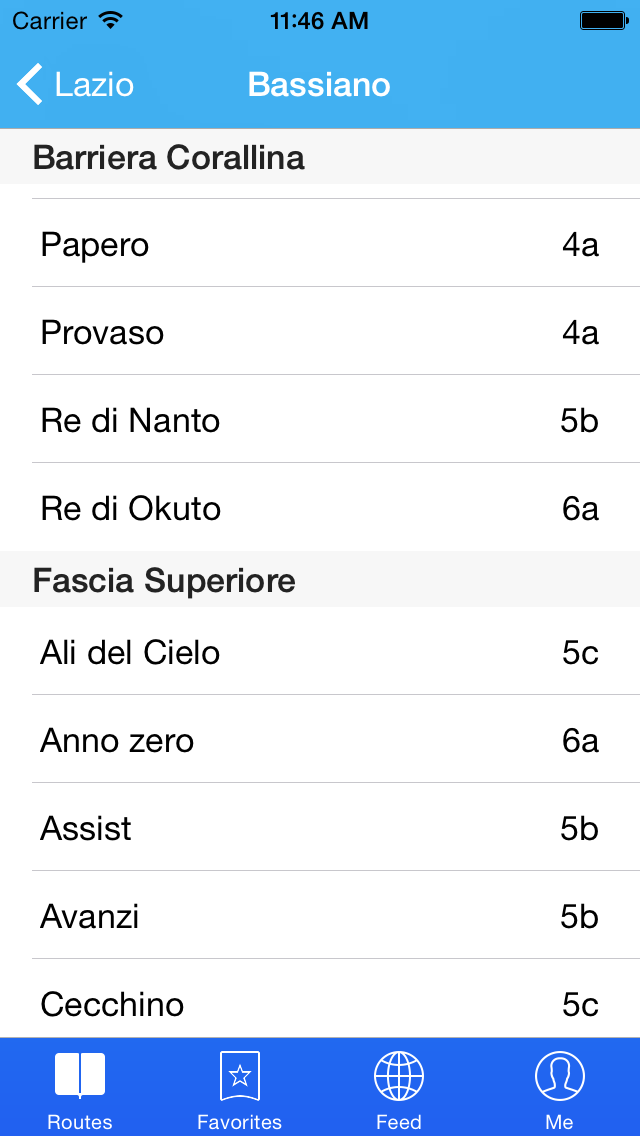 Carrier 11:46 AM
Lazio Bassiano
Barriera Corallina
Papero 4a
Provaso 4a
Re di Nanto 5b
Re di Okuto 6a
Fascia Superiore
Ali del Cielo 5c
Anno zero 6a
Assist 5b
Avanzi 5b
Cecchino 5c
Routes Favorites Feed Me